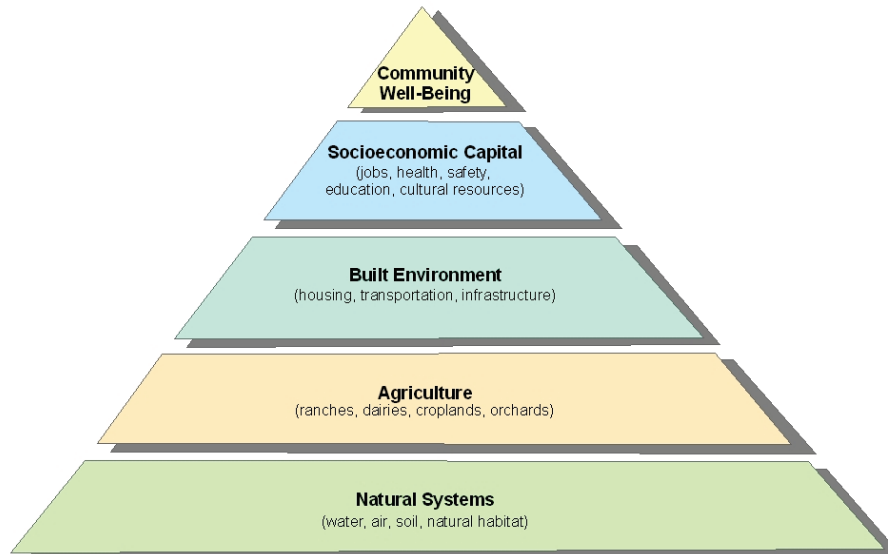 Community
Well-Being
Socioeconomic Capital
(jobs, health, safety,
education, cultural resources)
Built Environment
(housing, transportation, infrastructure)
Agriculture
(ranches, dairies, croplands, orchards)
Natural Systems
(water, air, soil, natural habitat)